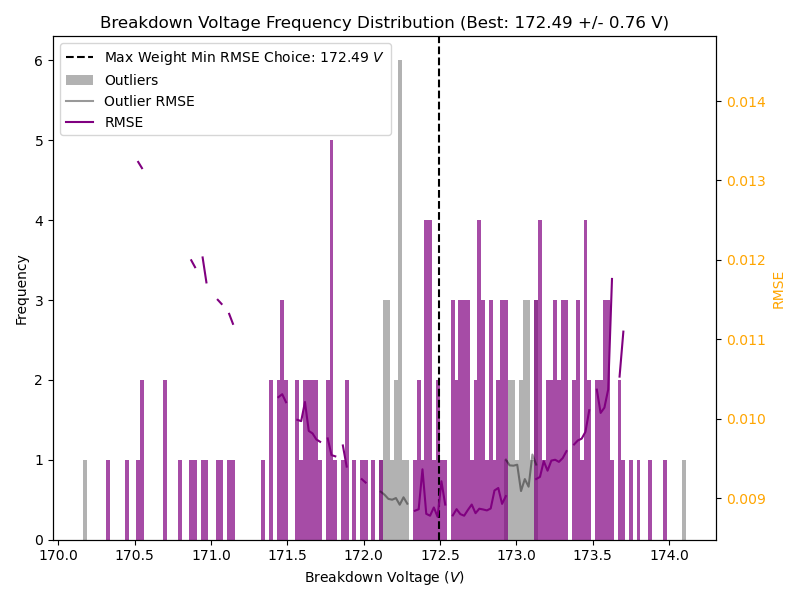 Breakdown Voltage Frequency Distribution (Best: 172.49 +/- 0.76 V)
Max Weight Min RMSE Choice: 172.49 V
Outliers
Outlier RMSE
RMSE
6
5
4
3
2
1
0
Frequency
0.014
0.013
0.012
0.011
0.010
0.009
RMSE
170.0 170.5 171.0 171.5 172.0 172.5 173.0 173.5 174.0
Breakdown Voltage (V)